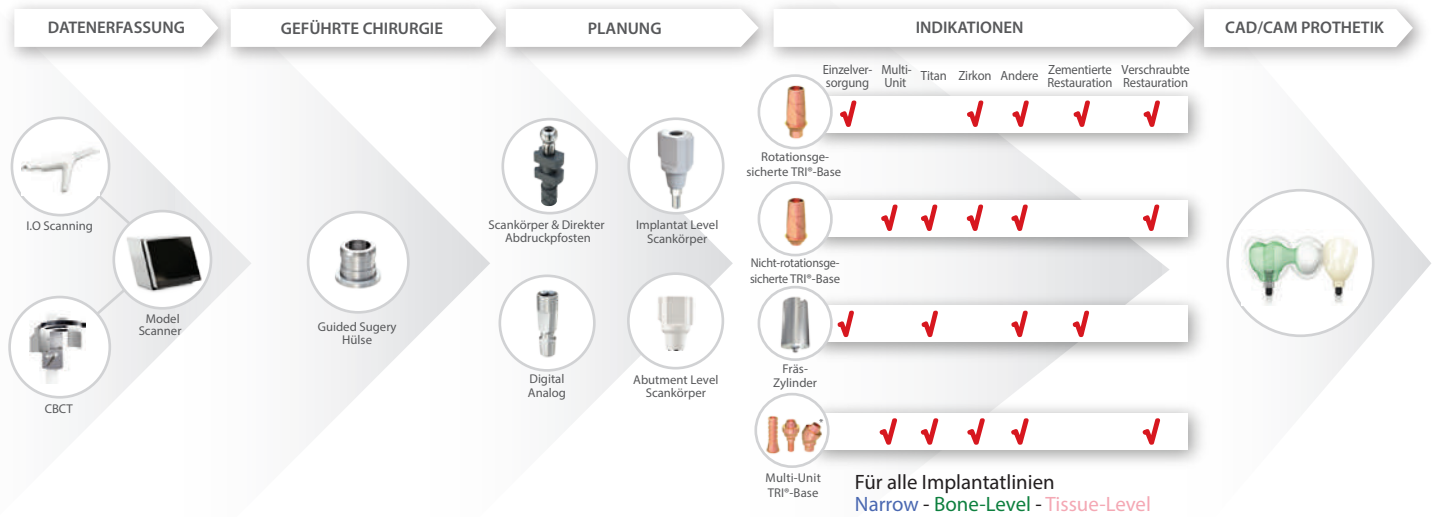 DATENERFASSUNG
GEFÜHRTE CHIRURGIE
PLANUNG
INDIKATIONEN
CAD/CAM PROTHETIK
I.O Scanning
Model
Scanner
CBCT
Guided Sugery
Hülse
Scankörper & Direkter
Abdruckpfosten
Implantat Level
Scankörper
Digital
Analog
Abutment Level
Scankörper
Einzelver-
sorgung
Multi-
Unit
Titan
Zirkon
Andere
Zementierte
Restauration
Verschraubte
Restauration
Rotationsge-
sicherte TRI®-Base
Nicht-rotationsge-
sicherte TRI®-Base
Fräs-
Zylinder
Multi-Unit
TRI®-Base
Für alle Implantatlinien
Narrow - Bone-Level - Tissue-Level